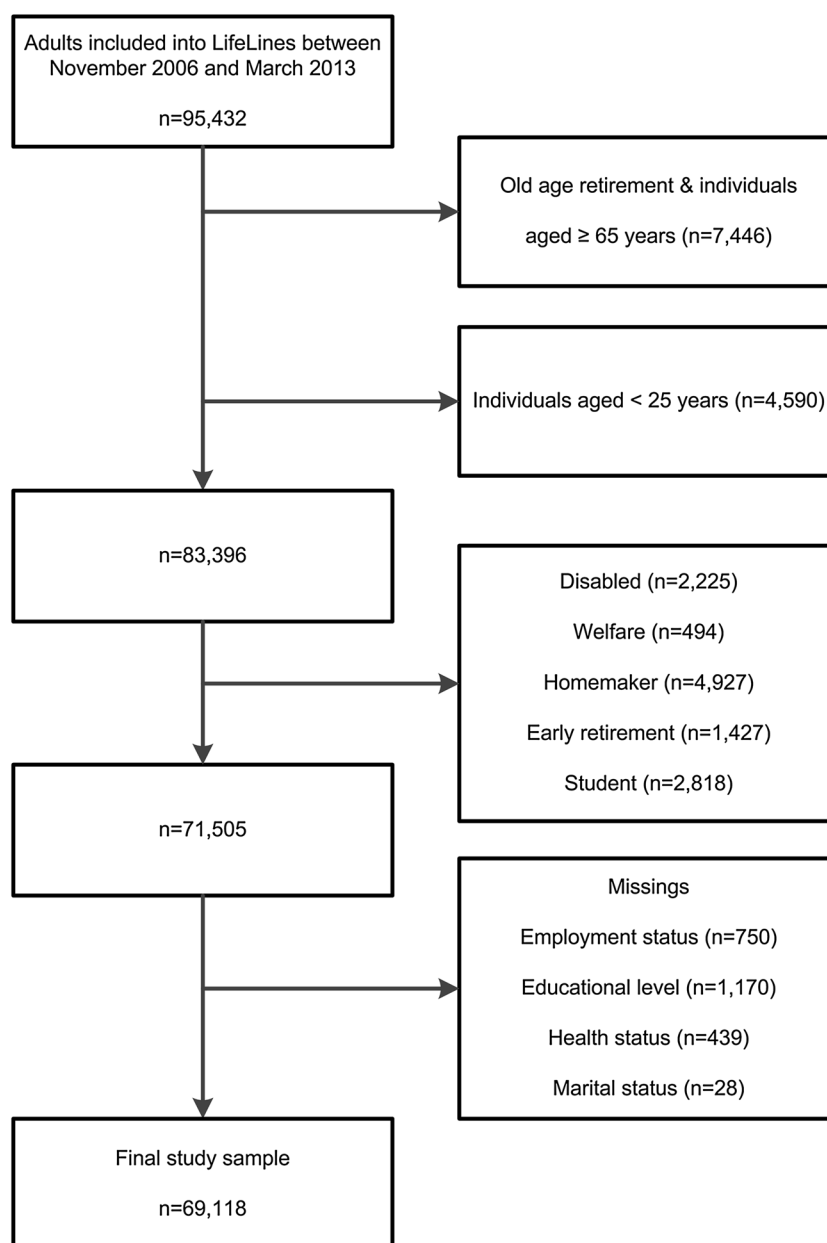 Adults included into LifeLines between
November 2006 and March 2013
n=95,432
Old age retirement & individuals
aged ≥ 65 years (n=7,446)
Individuals aged < 25 years (n=4,590)
n=83,396
Disabled (n=2,225)
Welfare (n=494)
Homemaker (n=4,927)
Early retirement (n=1,427)
Student (n=2,818)
n=71,505
Missings
Employment status (n=750)
Educational level (n=1,170)
Health status (n=439)
Marital status (n=28)
Final study sample
n=69,118